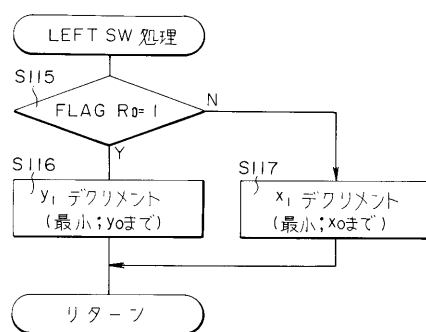 LEFT SW 処理
S115
FLAG RD=1
N
Y
S116
y₁ デクリメント
(最小;y0まで)
S117
x₁ デクリメント
(最小;x0まで)
リターン